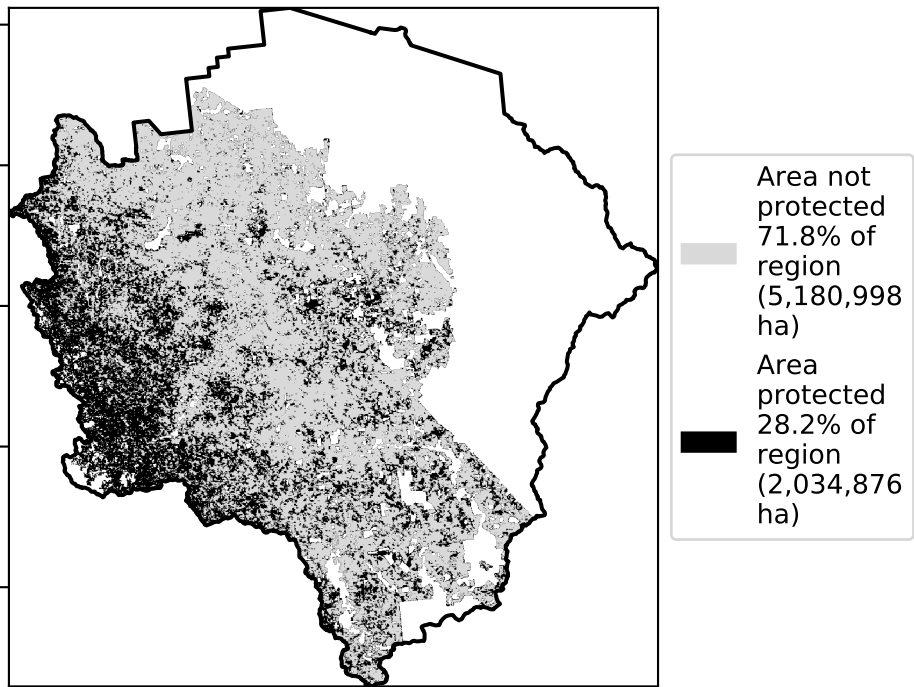 Area not
protected
71.8% of
region
(5,180,998
ha)
Area
protected
28.2% of
region
(2,034,876
ha)